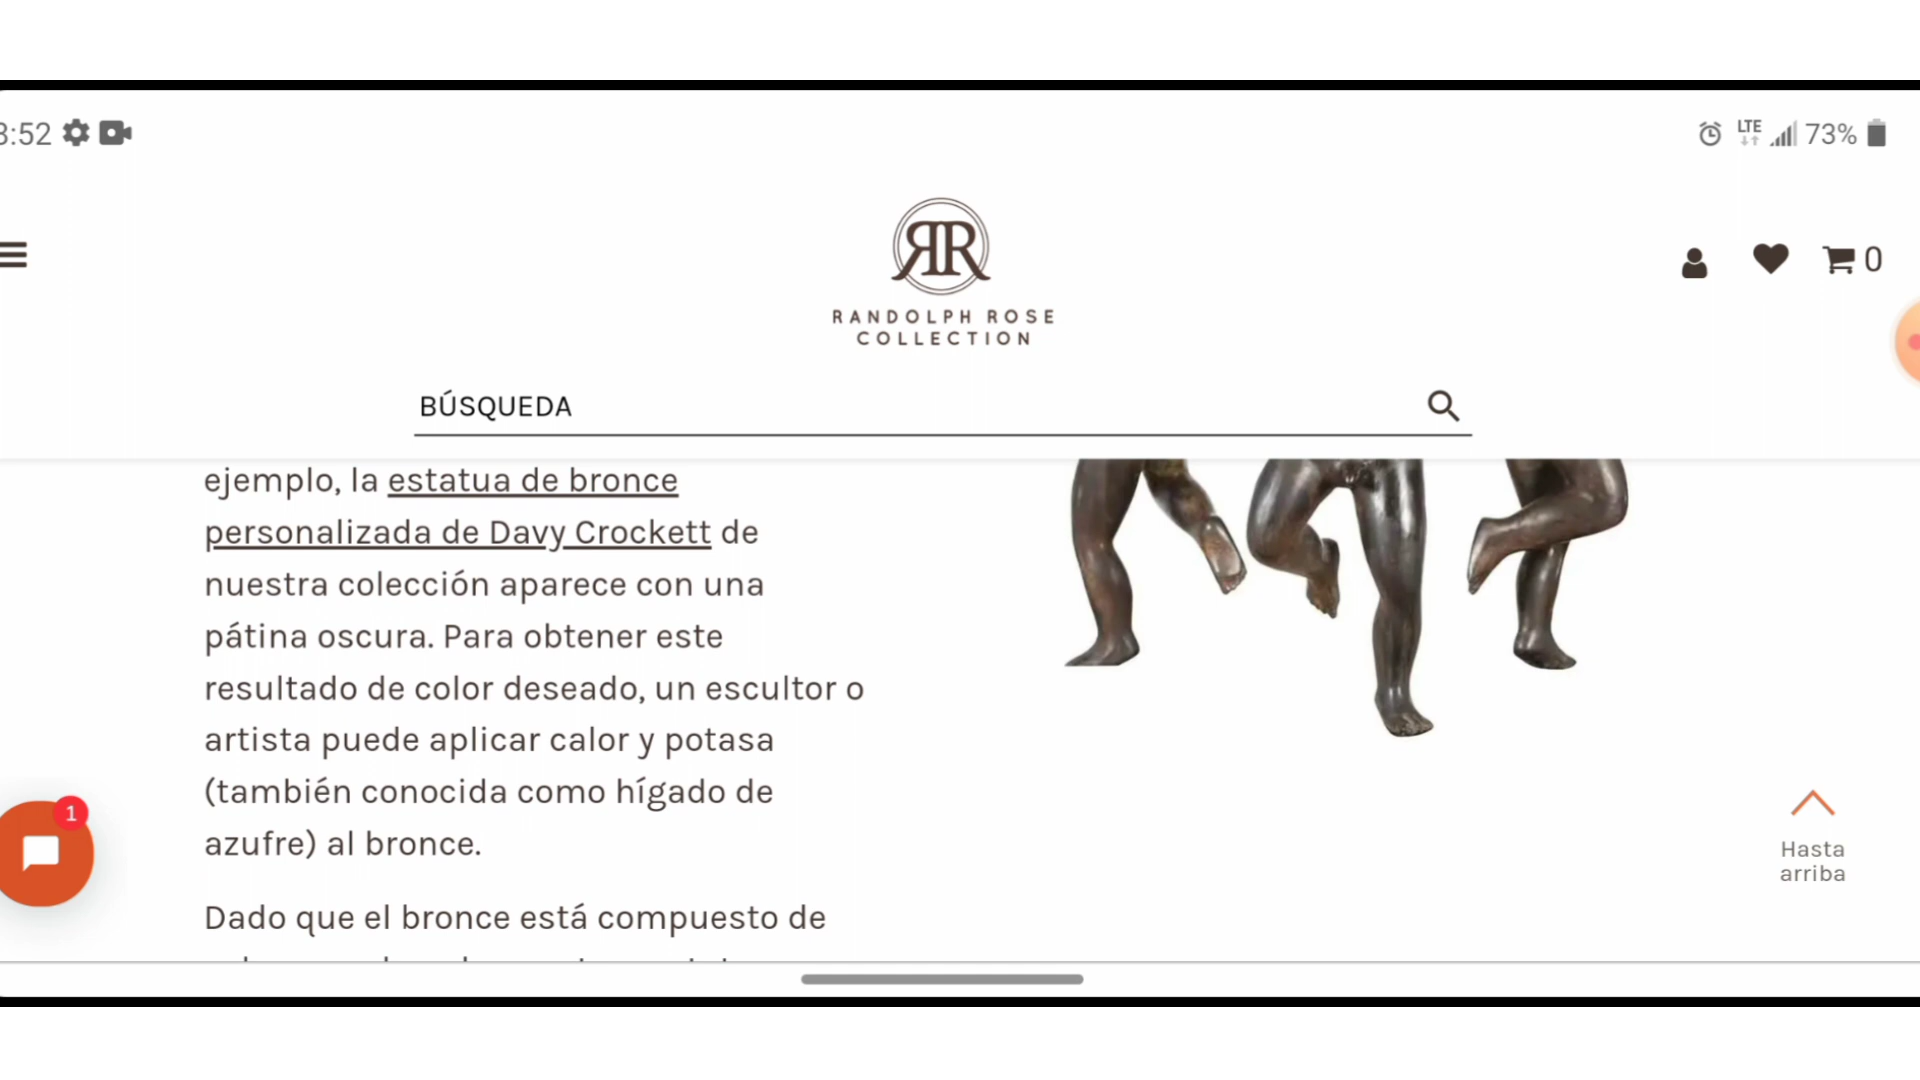 :52
LTE
73%
RR
RANDOLPH ROSE
COLLECTION
0
BÚSQUEDA
ejemplo, la estatua de bronce
personalizada de Davy Crockett de
nuestra colección aparece con una
pátina oscura. Para obtener este
resultado de color deseado, un escultor o
artista puede aplicar calor y potasa
(también conocida como hígado de
azufre) al bronce.
Dado que el bronce está compuesto de
1
Hasta
arriba